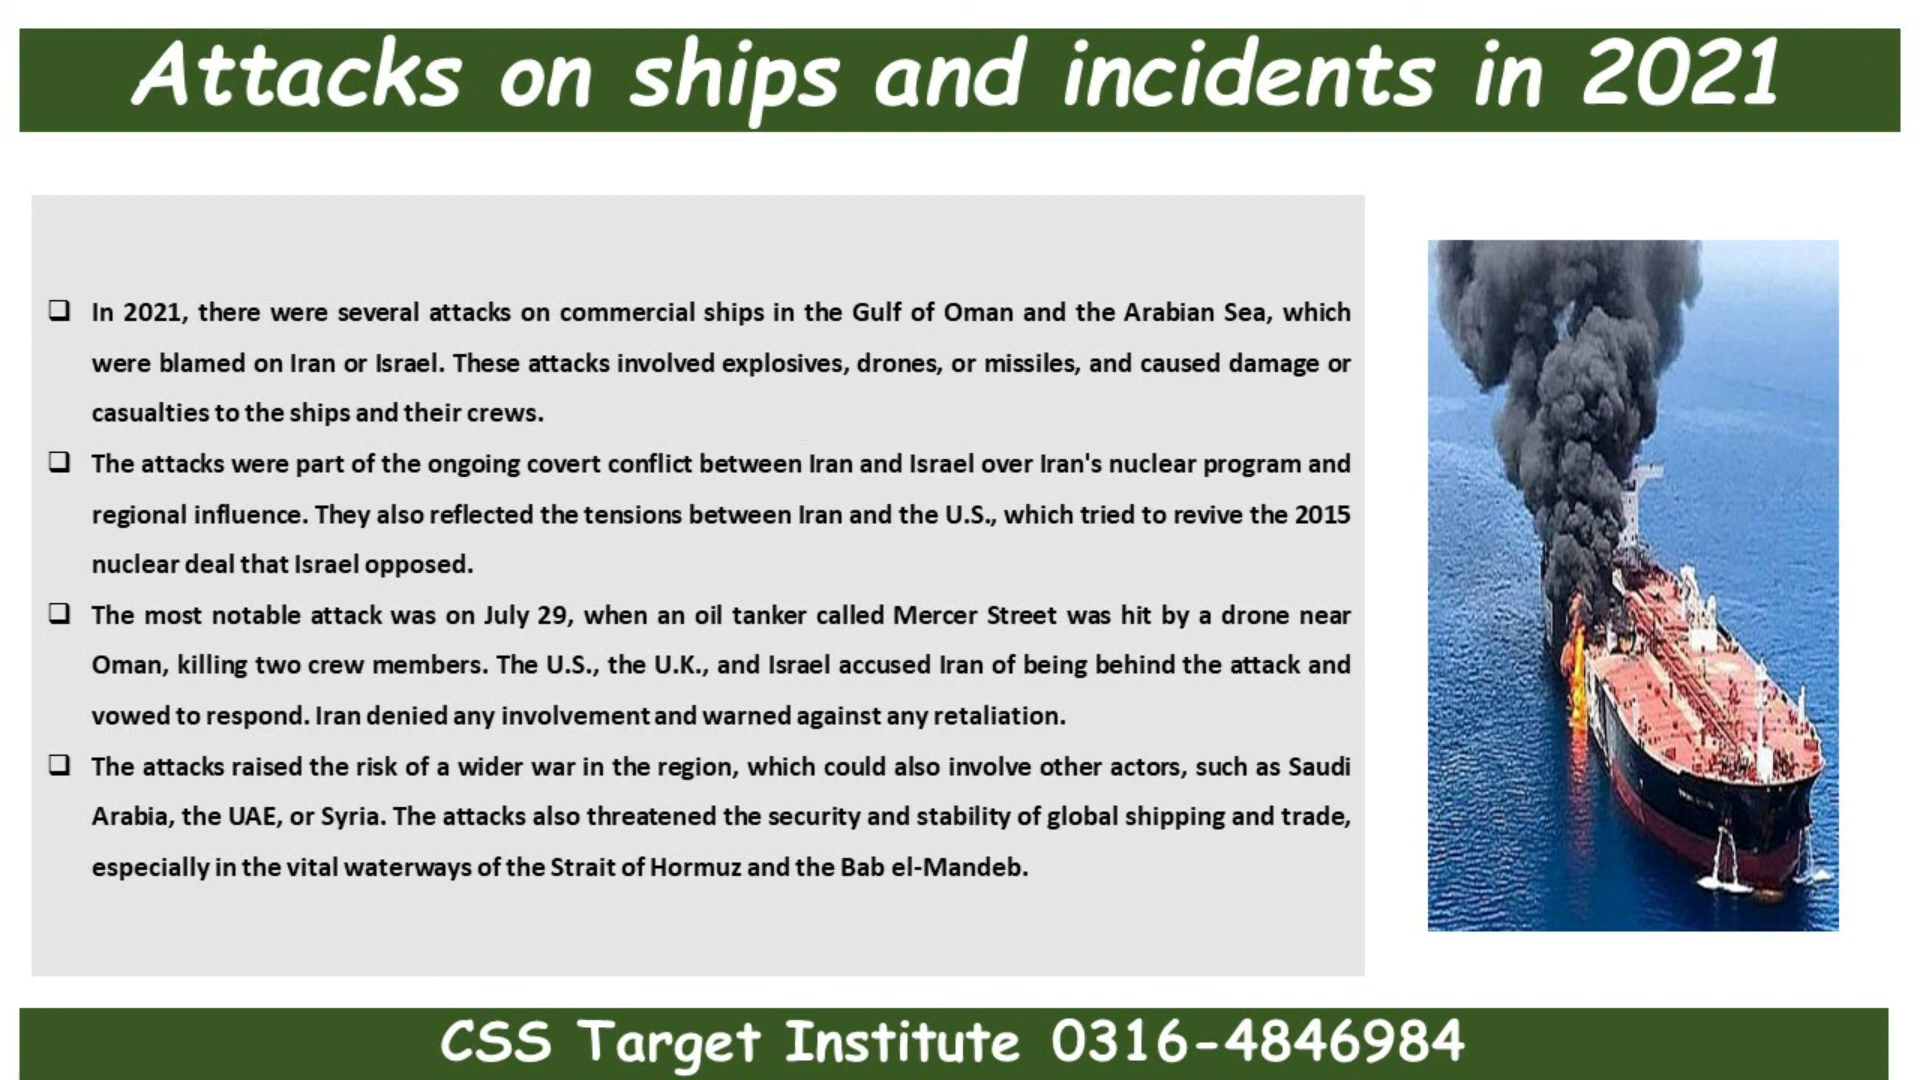 Attacks on ships and incidents in 2021
❑ In 2021, there were several attacks on commercial ships in the Gulf of Oman and the Arabian Sea, which
were blamed on Iran or Israel. These attacks involved explosives, drones, or missiles, and caused damage or
casualties to the ships and their crews.
❑ The attacks were part of the ongoing covert conflict between Iran and Israel over Iran's nuclear program and
regional influence. They also reflected the tensions between Iran and the U.S., which tried to revive the 2015
nuclear deal that Israel opposed.
❑ The most notable attack was on July 29, when an oil tanker called Mercer Street was hit by a drone near
Oman, killing two crew members. The U.S., the U.K., and Israel accused Iran of being behind the attack and
vowed to respond. Iran denied any involvement and warned against any retaliation.
❑ The attacks raised the risk of a wider war in the region, which could also involve other actors, such as Saudi
Arabia, the UAE, or Syria. The attacks also threatened the security and stability of global shipping and trade,
especially in the vital waterways of the Strait of Hormuz and the Bab el-Mandeb.
CSS Target Institute 0316-4846984